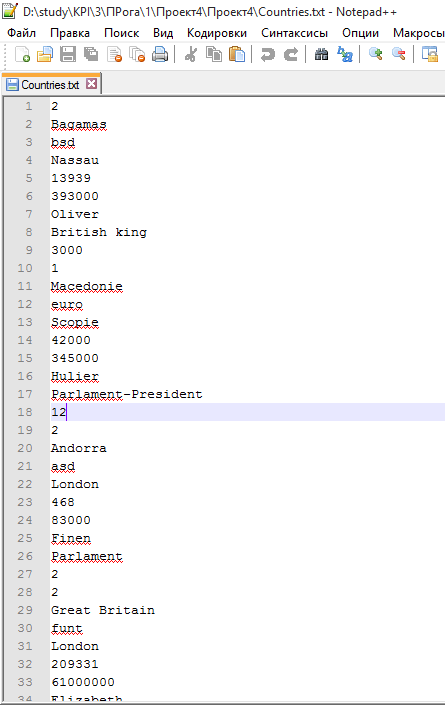 D:\study\KPI\3\ПРога\1\Проект4\Проект4\Countries.txt - Notepad++
Файл Правка Поиск Вид Кодировки Синтаксисы Опции Макросы
Countries.txt
1 2
2 Bagamas
3 bsd
4 Nassau
5 13939
6 393000
7 Oliver
8 British king
9 3000
10 1
11 Macedonie
12 euro
13 Scopie
14 42000
15 345000
16 Hulier
17 Parlament-President
18 12
19 2
20 Andorra
21 asd
22 London
23 468
24 83000
25 Finen
26 Parlament
27 2
28 2
29 Great Britain
30 funt
31 London
32 209331
33 61000000
34 Elizabeth